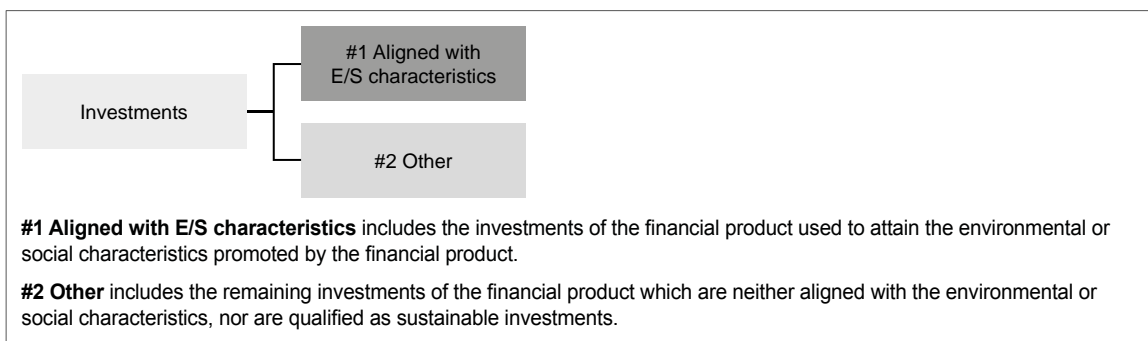 #1 Aligned with
E/S characteristics
Investments
#2 Other
#1 Aligned with E/S characteristics includes the investments of the financial product used to attain the environmental or
social characteristics promoted by the financial product.
#2 Other includes the remaining investments of the financial product which are neither aligned with the environmental or
social characteristics, nor are qualified as sustainable investments.